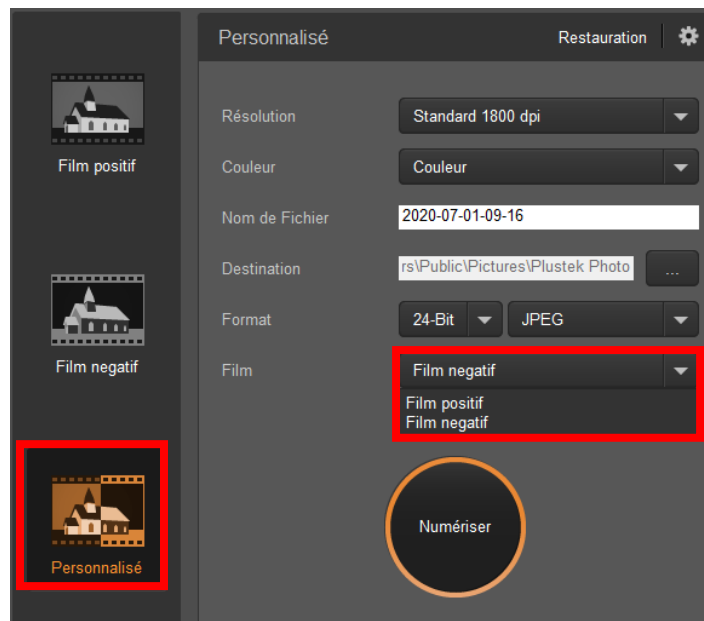 Personnalisé Restauration
Film positif
Film negatif
Personnalisé
Résolution Standard 1800 dpi
Couleur Couleur
Nom de Fichier 2020-07-01-09-16
Destination rs\Public\Pictures\Plustek Photo ...
Format 24-Bit JPEG
Film Film negatif
Film positif
Film negatif
Numériser